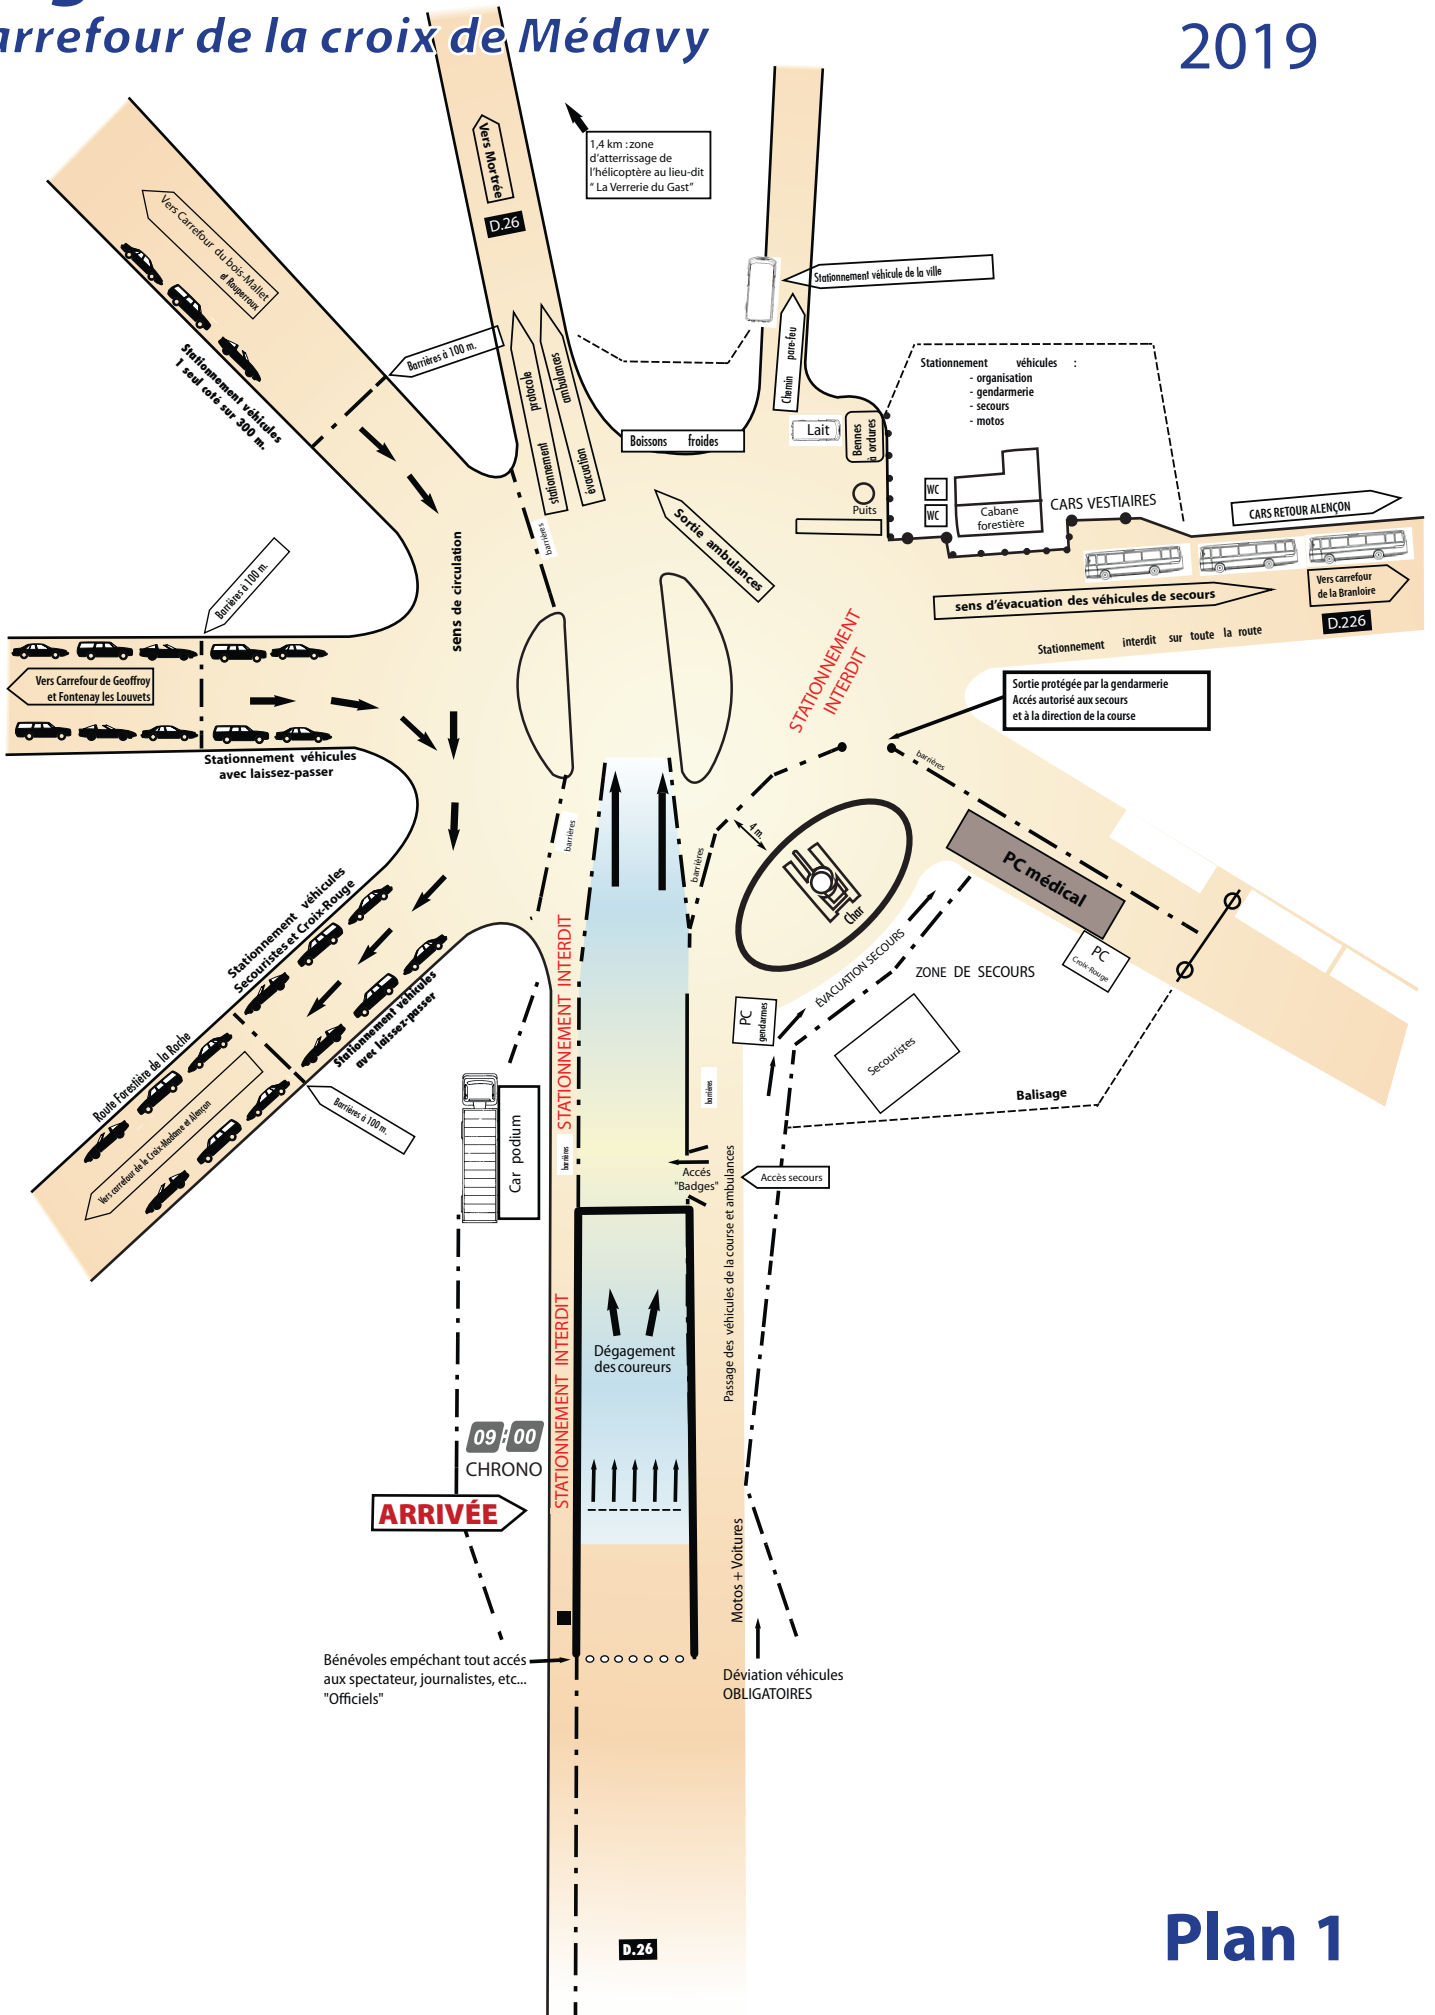 arrefour de la croix de Médavy
2019
Vers Mortrée
D.26
1,4 km : zone
d'atterrissage de
l'hélicoptère au lieu-dit
“ La Verrerie du Gast”
Vers Carrefour du bois-Mallet
et Rouperroux
Stationnement véhicules
1 seul coté sur 300 m.
Barrières à 100 m.
Stationnement véhicule de la ville
Chemin pare-feu
stationnement protocole
évacuation ambulances
Boissons froides
Lait
Bennes
à ordures
Puits
Stationnement véhicules :
- organisation
- gendarmerie
- secours
- motos
WC
WC
Cabane
forestière
CARS VESTIAIRES
CARS RETOUR ALENÇON
Vers carrefour
de la Branloire
D.226
sens d'évacuation des véhicules de secours
Stationnement interdit sur toute la route
Sortie ambulances
barrières
sens de circulation
Barrières à 100 m.
Vers Carrefour de Geoffroy
et Fontenay les Louvets
Stationnement véhicules
avec laissez-passer
STATIONNEMENT
INTERDIT
Sortie protégée par la gendarmerie
Accés autorisé aux secours
et à la direction de la course
barrières
barrières
barrières
4 m.
Char
PC médical
PC
Croix-Rouge
ZONE DE SECOURS
ÉVACUATION SECOURS
PC
gendarmes
Secouristes
Balisage
Stationnement véhicules
Secouristes et Croix-Rouge
Stationnement véhicules
avec laissez-passer
Route Forestière de la Roche
Vers carrefour de le Croix-Madame et Alençon
Barrières à 100 m.
STATIONNEMENT INTERDIT
barrières
barrières
Car podium
Accés
"Badges"
Accès secours
Passage des véhicules de la course et ambulances
STATIONNEMENT INTERDIT
Dégagement
des coureurs
09:00
CHRONO
ARRIVÉE
Motos + Voitures
Bénévoles empéchant tout accés
aux spectateur, journalistes, etc...
"Officiels"
Déviation véhicules
OBLIGATOIRES
D.26
Plan 1